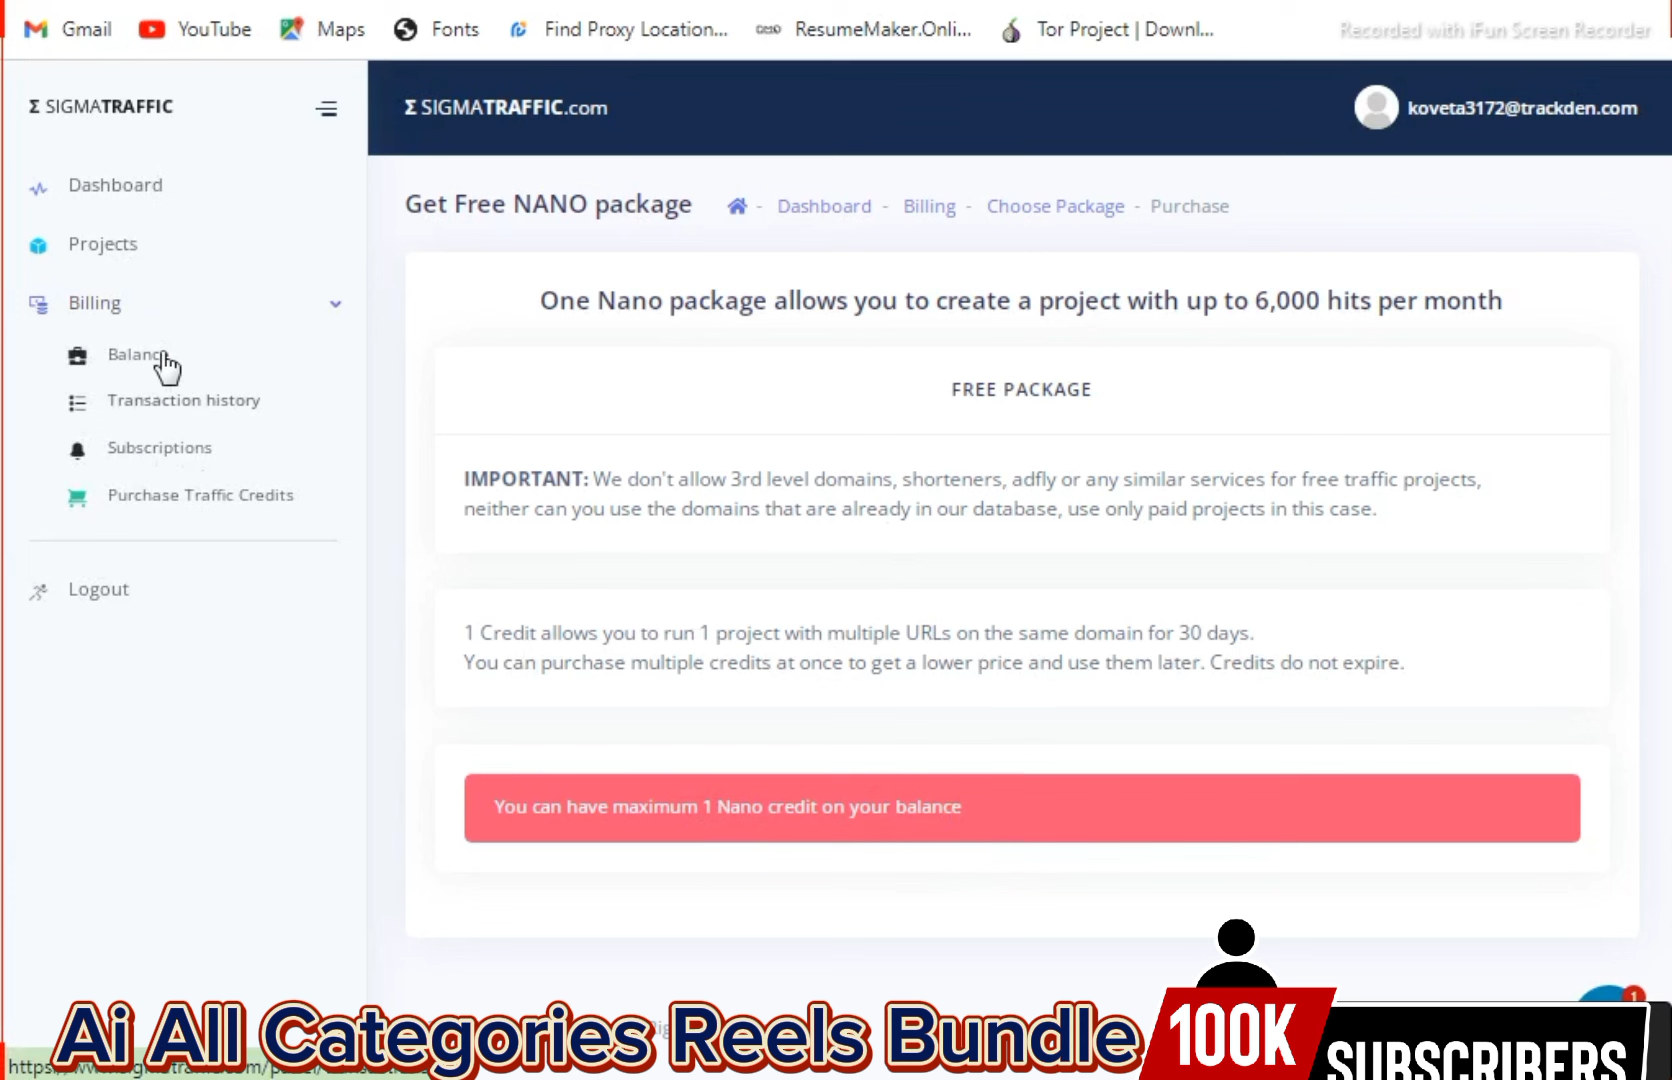 Gmail YouTube Maps Fonts Find Proxy Location... ResumeMaker.Onli... Tor Project | Downl... Recorded with iFun Screen Recorder
Σ SIGMATRAFFIC
Σ SIGMATRAFFIC.com
koveta3172@trackden.com
Dashboard
Projects
Billing
Balance
Transaction history
Subscriptions
Purchase Traffic Credits
Logout
Get Free NANO package - Dashboard - Billing - Choose Package - Purchase
One Nano package allows you to create a project with up to 6,000 hits per month
FREE PACKAGE
IMPORTANT: We don't allow 3rd level domains, shorteners, adfly or any similar services for free traffic projects,
neither can you use the domains that are already in our database, use only paid projects in this case.
1 Credit allows you to run 1 project with multiple URLs on the same domain for 30 days.
You can purchase multiple credits at once to get a lower price and use them later. Credits do not expire.
You can have maximum 1 Nano credit on your balance
1
Ai All Categories Reels Bundle
100K
SUBSCRIBERS